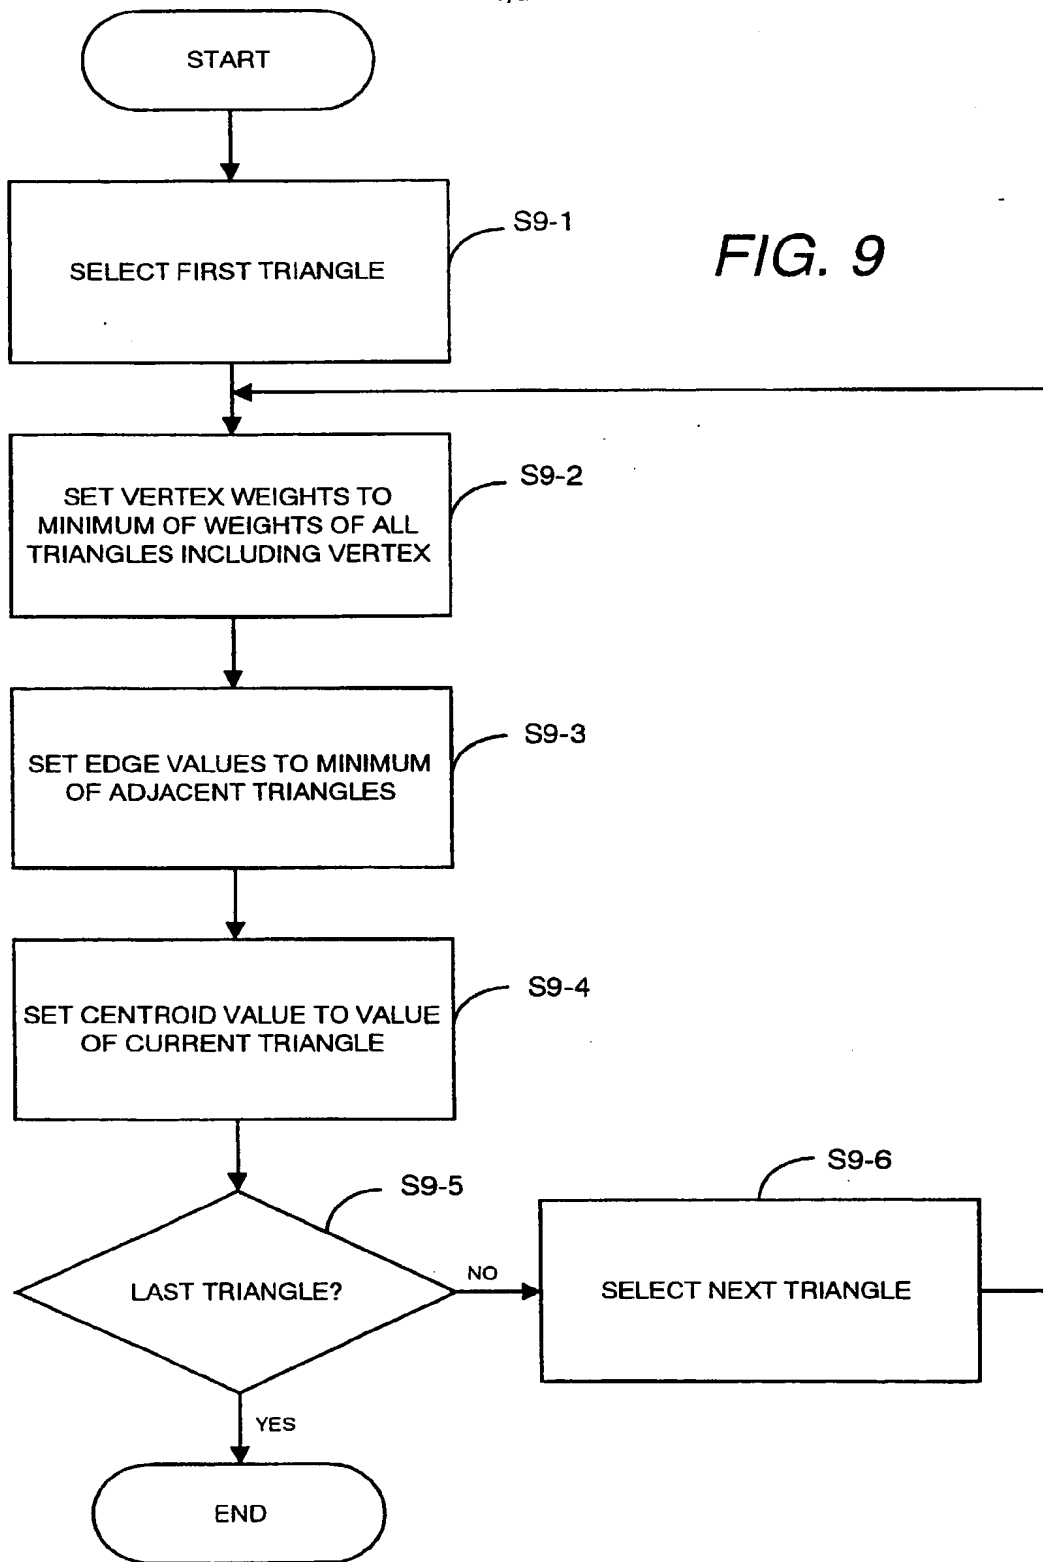 START
SELECT FIRST TRIANGLE
S9-1
FIG. 9
SET VERTEX WEIGHTS TO
MINIMUM OF WEIGHTS OF ALL
TRIANGLES INCLUDING VERTEX
S9-2
SET EDGE VALUES TO MINIMUM
OF ADJACENT TRIANGLES
S9-3
SET CENTROID VALUE TO VALUE
OF CURRENT TRIANGLE
S9-4
LAST TRIANGLE?
S9-5
NO
SELECT NEXT TRIANGLE
S9-6
YES
END